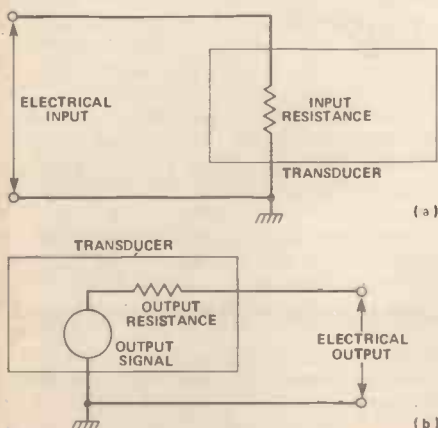 ELECTRICAL
INPUT
INPUT
RESISTANCE
TRANSDUCER
(a)
TRANSDUCER
OUTPUT
RESISTANCE
OUTPUT
SIGNAL
ELECTRICAL
OUTPUT
(b)